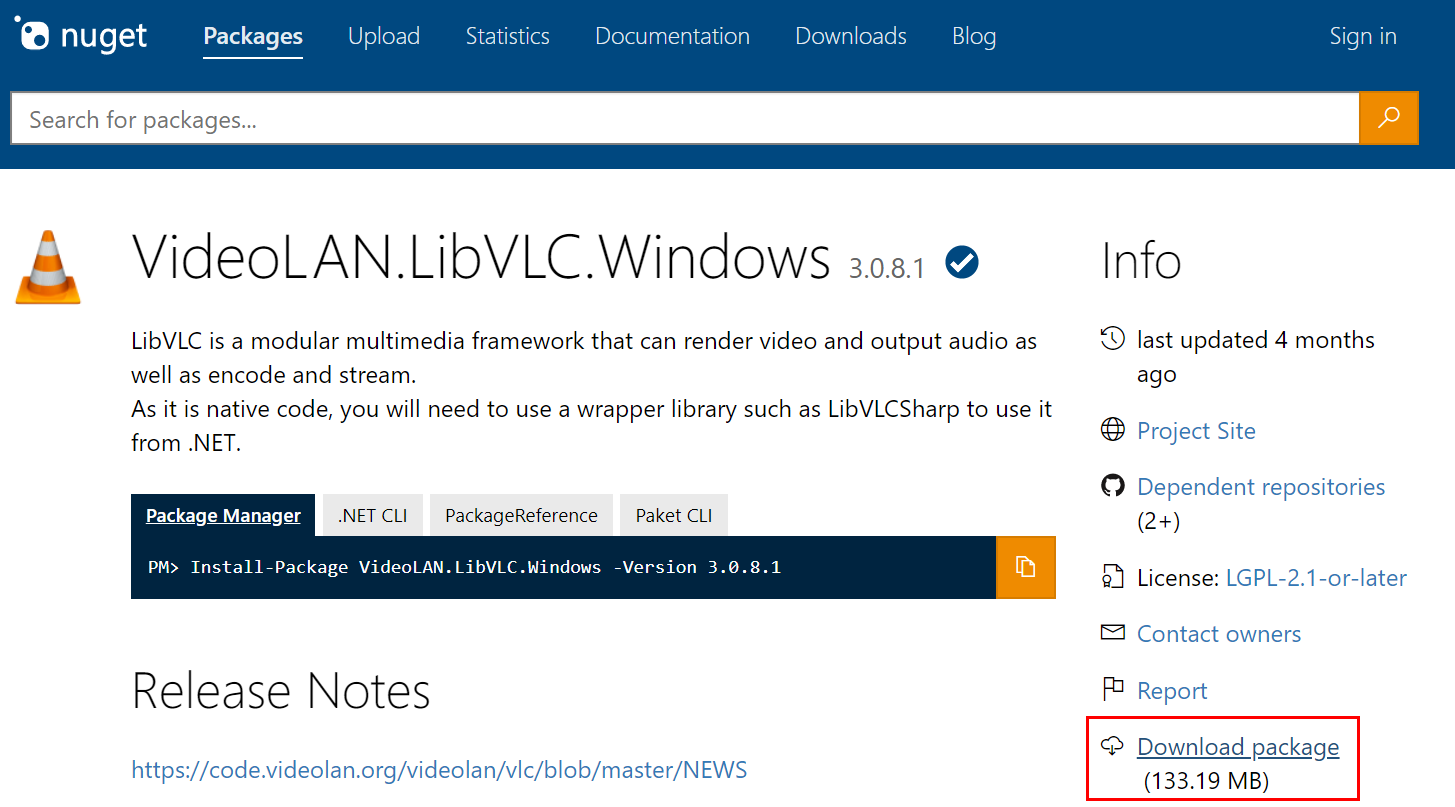 nuget
Packages
Upload
Statistics
Documentation
Downloads
Blog
Sign in
Search for packages...
VideoLAN.LibVLC.Windows 3.0.8.1
LibVLC is a modular multimedia framework that can render video and output audio as
well as encode and stream.
As it is native code, you will need to use a wrapper library such as LibVLCSharp to use it
from .NET.
Package Manager
.NET CLI
PackageReference
Paket CLI
PM> Install-Package VideoLAN.LibVLC.Windows -Version 3.0.8.1
Release Notes
https://code.videolan.org/videolan/vlc/blob/master/NEWS
Info
last updated 4 months
ago
Project Site
Dependent repositories
(2+)
License: LGPL-2.1-or-later
Contact owners
Report
Download package
(133.19 MB)